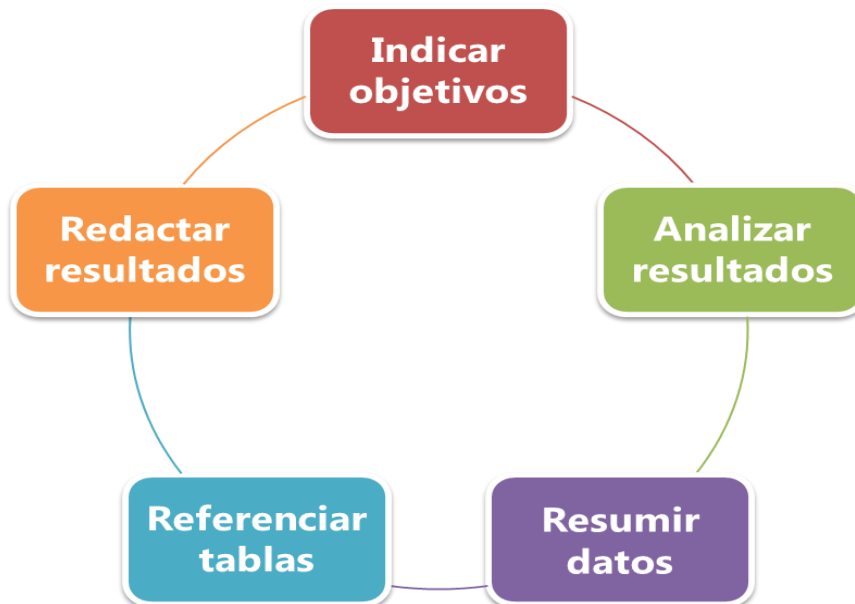 Indicar
objetivos
Analizar
resultados
Resumir
datos
Referenciar
tablas
Redactar
resultados